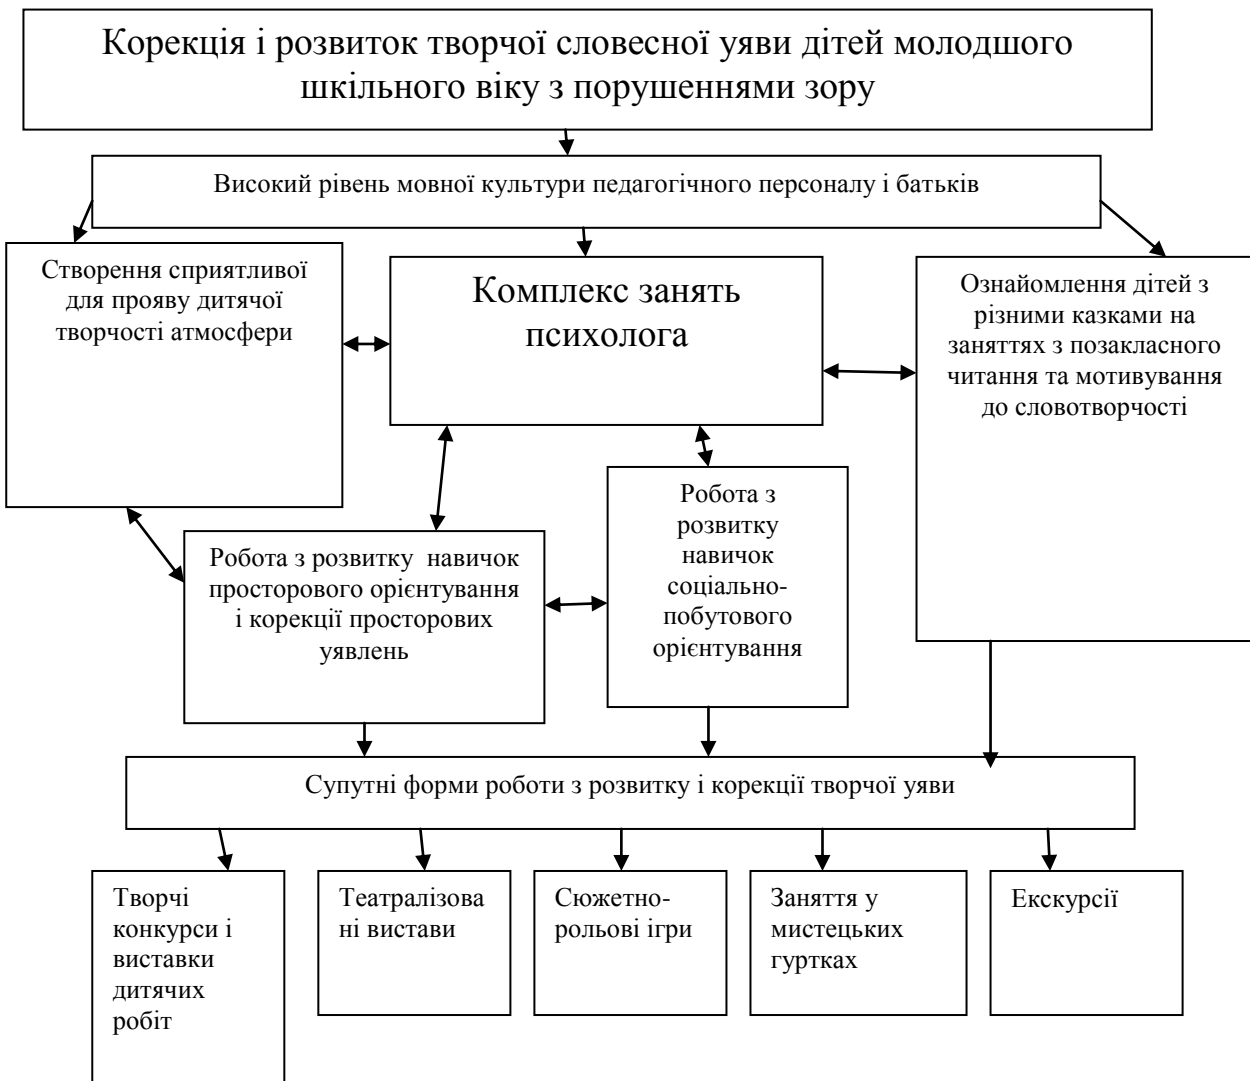 Корекція і розвиток творчої словесної уяви дітей молодшого
шкільного віку з порушеннями зору
Високий рівень мовної культури педагогічного персоналу і батьків
Створення сприятливої
для прояву дитячої
творчості атмосфери
Комплекс занять
психолога
Ознайомлення дітей з
різними казками на
заняттях з позакласного
читання та мотивування
до словотворчості
Робота з розвитку навичок
просторового орієнтування
і корекції просторових
уявлень
Робота з
розвитку
навичок
соціально-
побутового
орієнтування
Супутні форми роботи з розвитку і корекції творчої уяви
Творчі
конкурси і
виставки
дитячих
робіт
Театралізова
ні вистави
Сюжетно-
рольові ігри
Заняття у
мистецьких
гуртках
Екскурсії